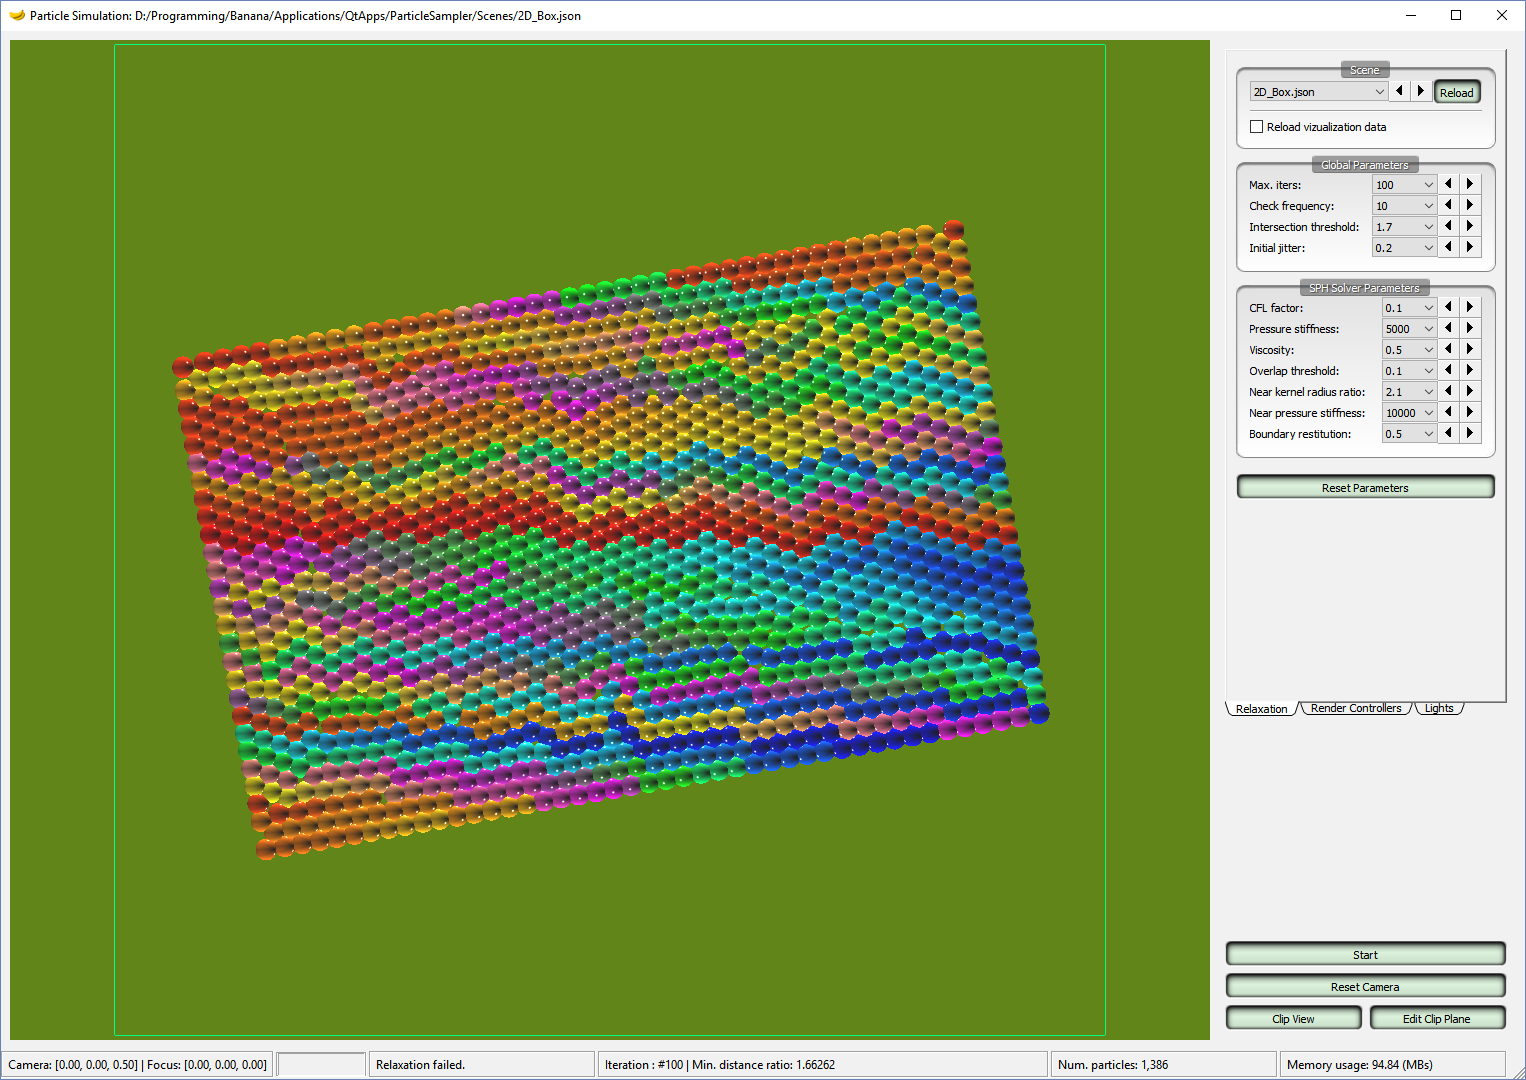 Particle Simulation: D:/Programming/Banana/Applications/QtApps/ParticleSampler/Scenes/2D_Box.json
Scene
2D_Box.json
Reload
Reload vizualization data
Global Parameters
Max. iters: 100
Check frequency: 10
Intersection threshold: 1.7
Initial jitter: 0.2
SPH Solver Parameters
CFL factor: 0.1
Pressure stiffness: 5000
Viscosity: 0.5
Overlap threshold: 0.1
Near kernel radius ratio: 2.1
Near pressure stiffness: 10000
Boundary restitution: 0.5
Reset Parameters
Relaxation Render Controllers Lights
Start
Reset Camera
Clip View Edit Clip Plane
Camera: [0.00, 0.00, 0.50] | Focus: [0.00, 0.00, 0.00] Relaxation failed. Iteration : #100 | Min. distance ratio: 1.66262 Num. particles: 1,386 Memory usage: 94.84 (MBs)